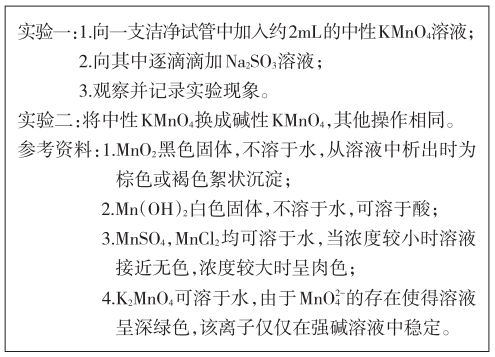 实验一:1.向一支洁净试管中加入约2mL的中性KMnO₄溶液;
2.向其中逐滴滴加Na₂SO₃溶液;
3.观察并记录实验现象。
实验二:将中性KMnO₄换成碱性KMnO₄,其他操作相同。
参考资料:1.MnO₂黑色固体,不溶于水,从溶液中析出时为
棕色或褐色絮状沉淀;
2.Mn(OH)₂白色固体,不溶于水,可溶于酸;
3.MnSO₄,MnCl₂均可溶于水,当浓度较小时溶液
接近无色,浓度较大时呈肉色;
4.K₂MnO₄可溶于水,由于MnO₄²⁻的存在使得溶液
呈深绿色,该离子仅仅在强碱溶液中稳定。